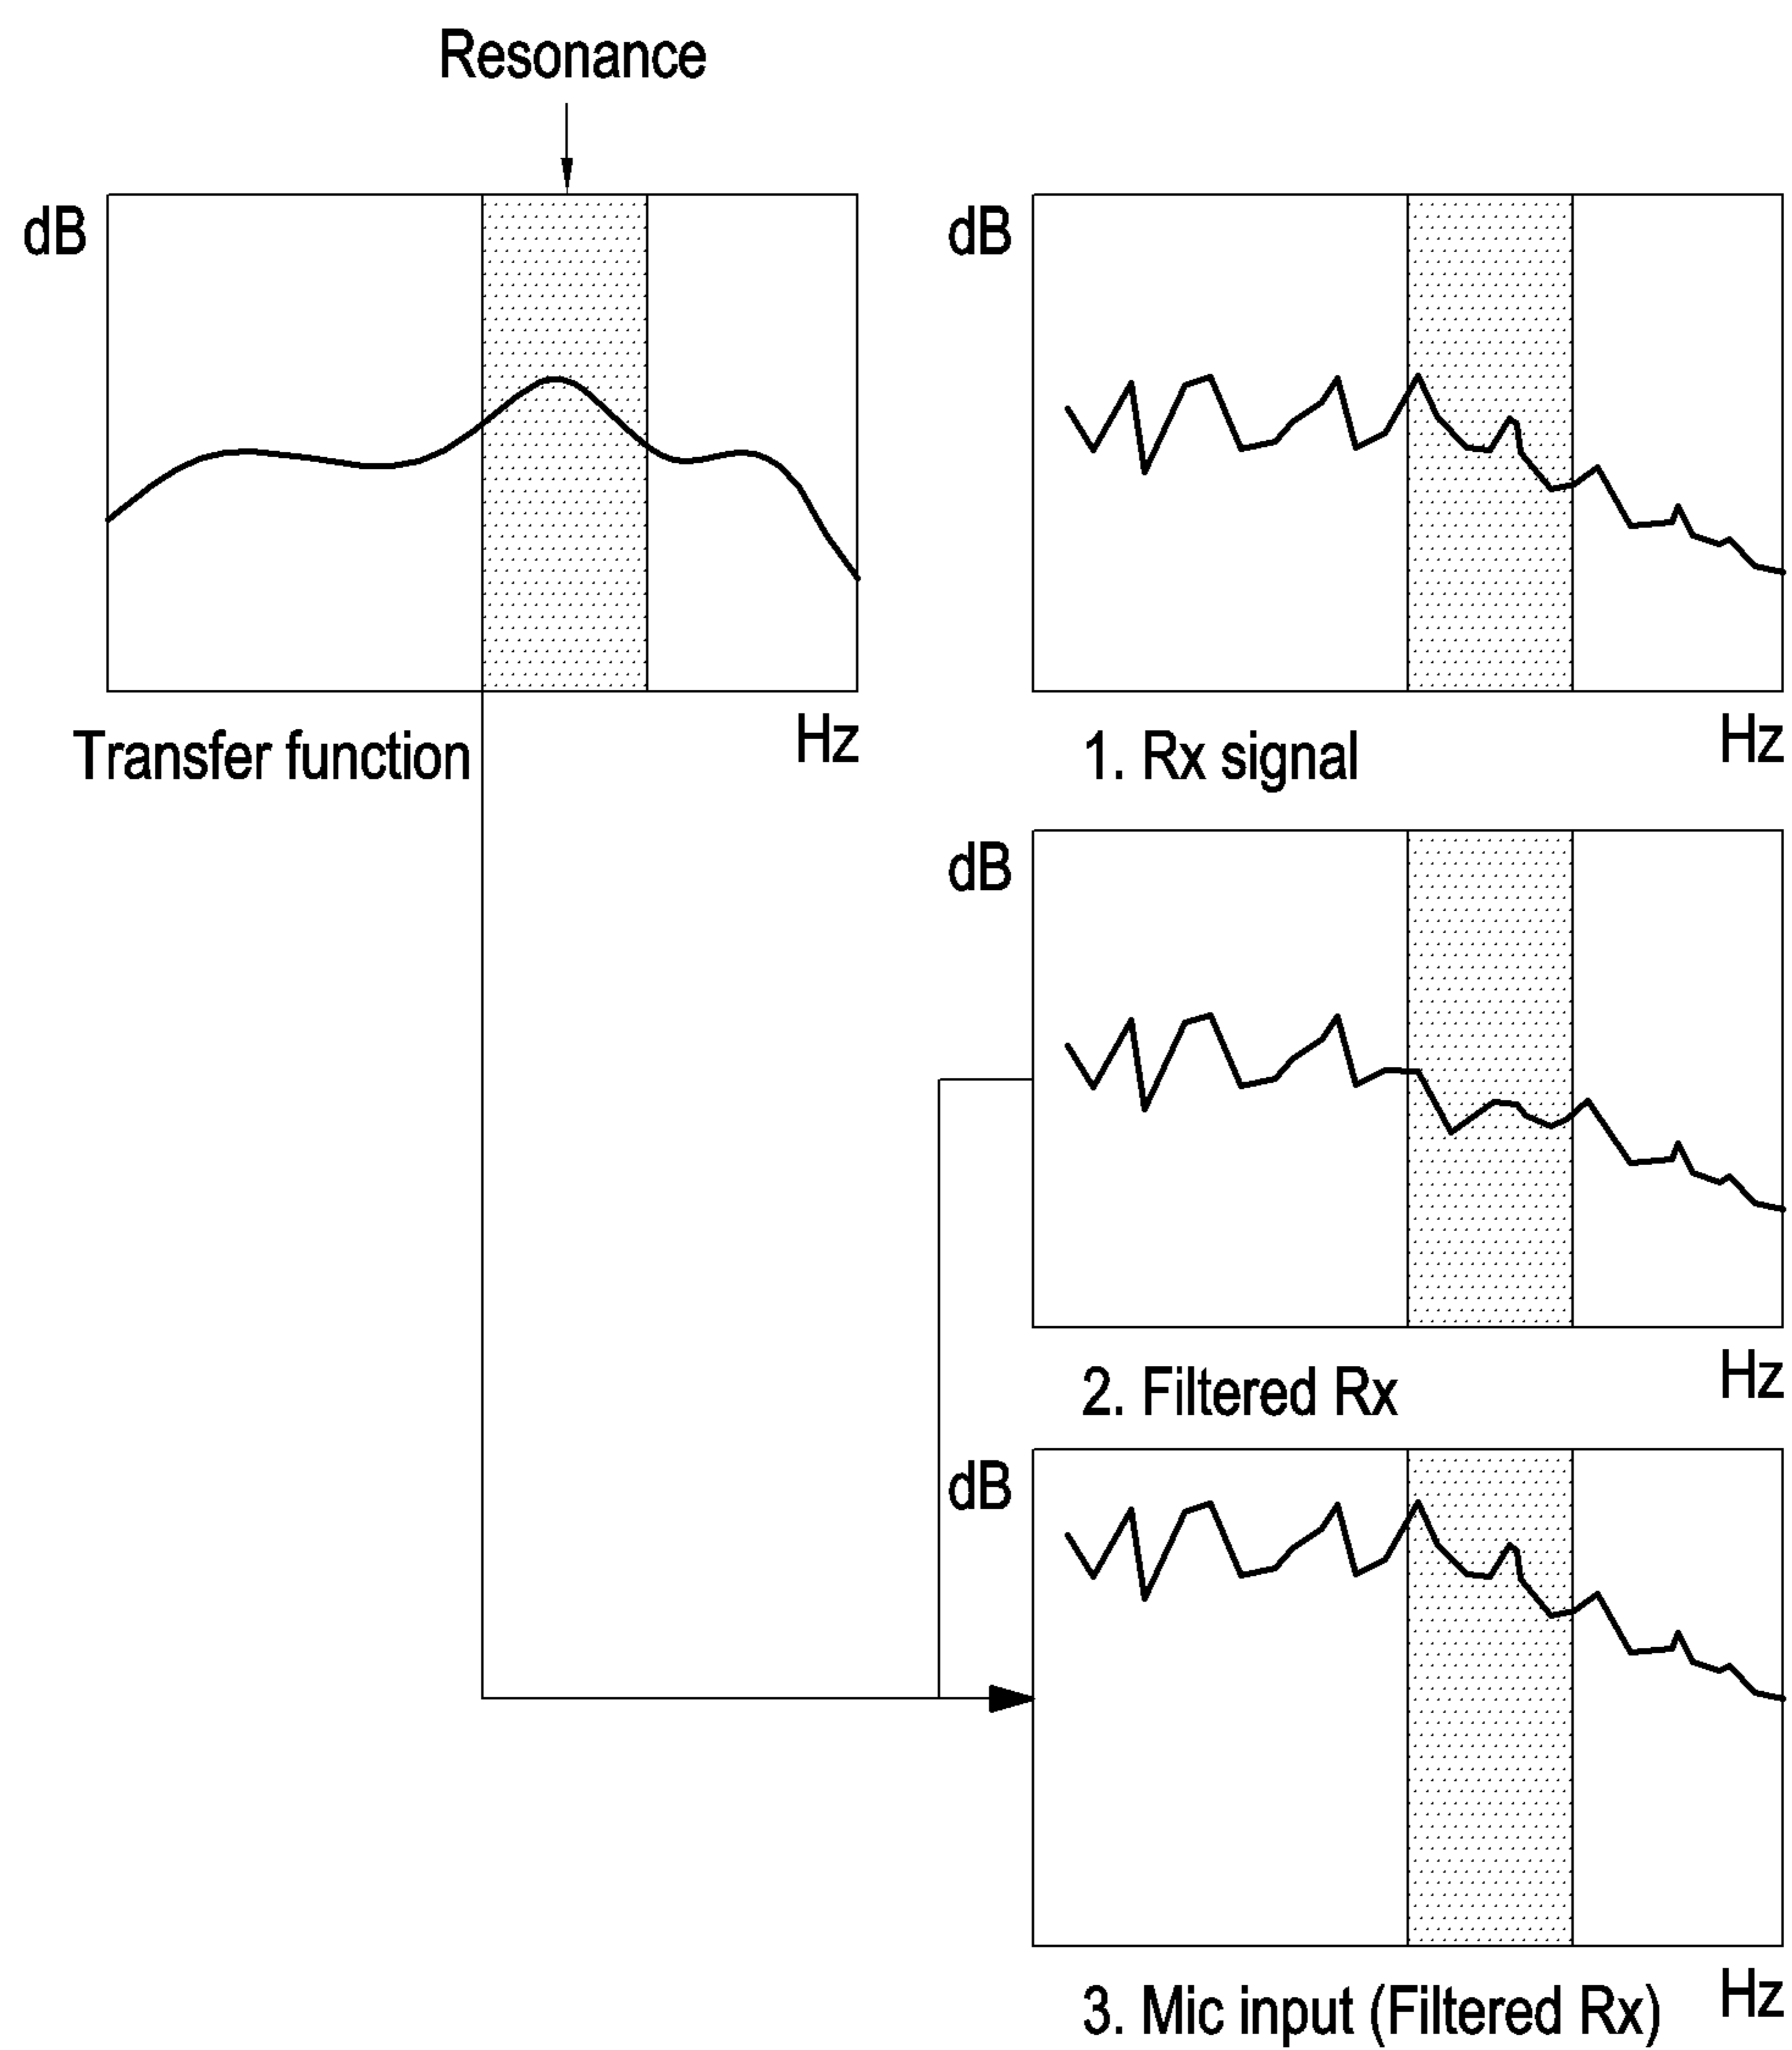 Resonance
dB
Transfer function
Hz
dB
1. Rx signal
Hz
dB
2. Filtered Rx
Hz
dB
3. Mic input (Filtered Rx)
Hz